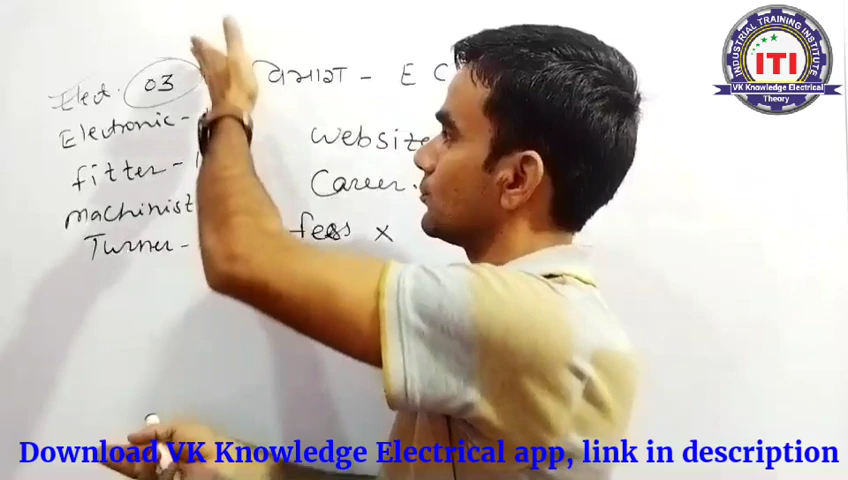 Elect. 03 विभाग - E C
Electronic -
fitter -
machinist
Turner -
website
Career.
fees ×
INDUSTRIAL TRAINING INSTITUTE
ITI
VK Knowledge Electrical
Theory
Download VK Knowledge Electrical app, link in description